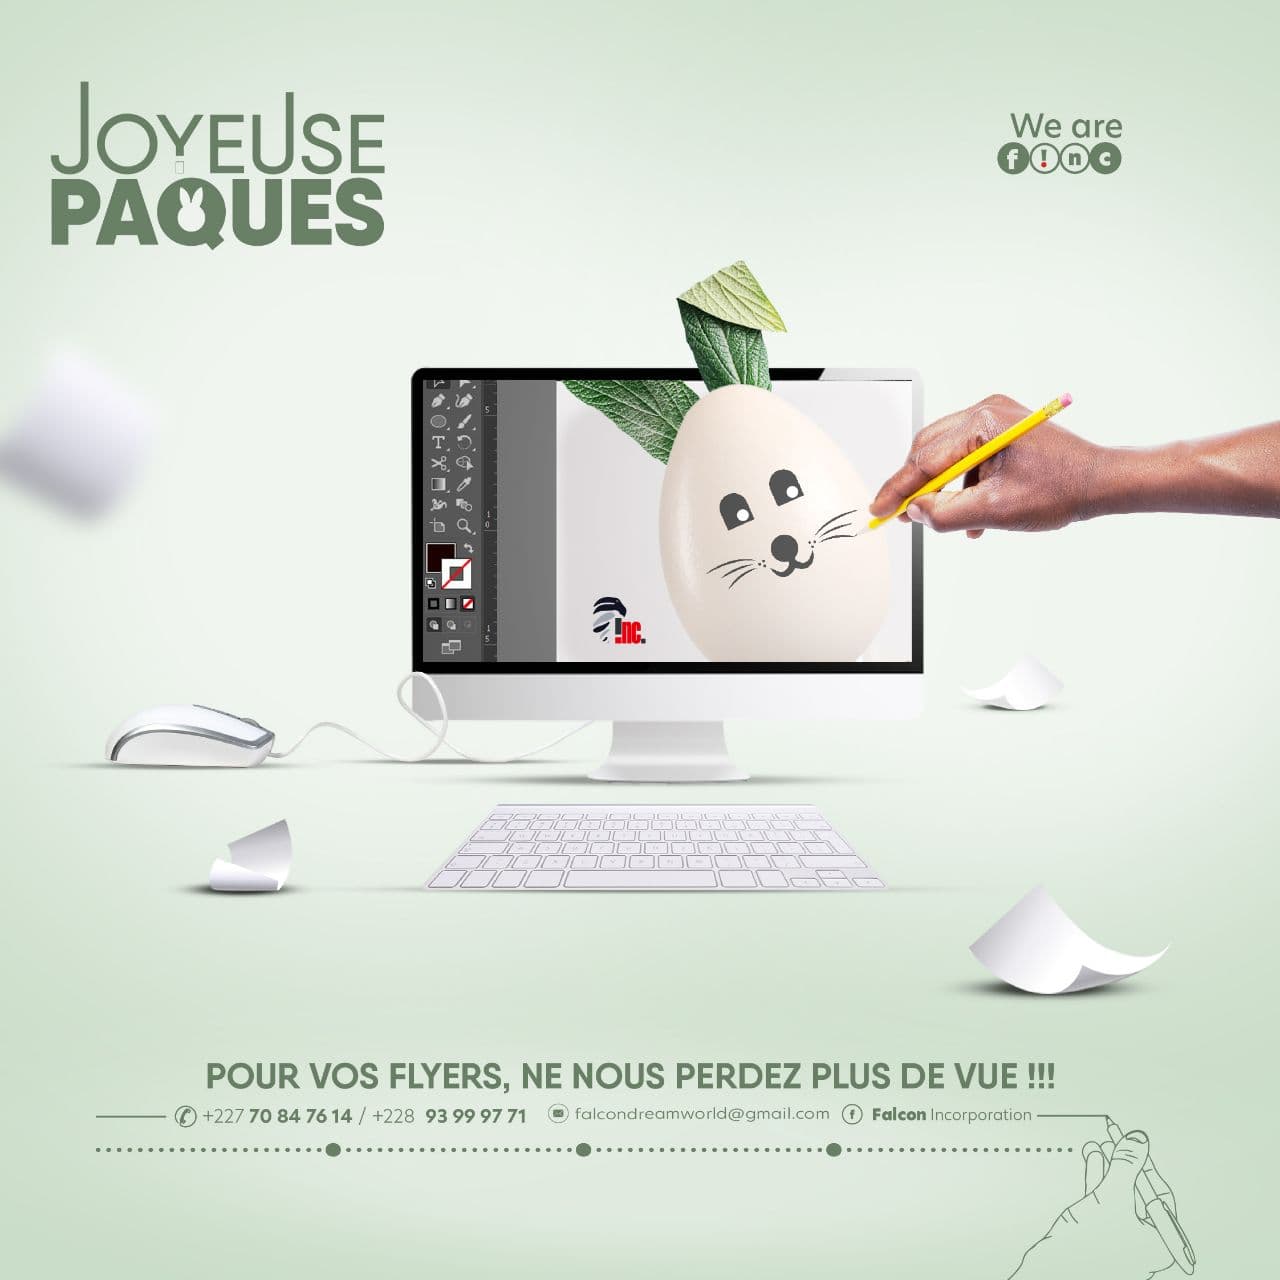 JOYEUSE
PAQUES
We are
f!nc
!nc.
POUR VOS FLYERS, NE NOUS PERDEZ PLUS DE VUE !!!
+227 70 84 76 14 / +228 93 99 97 71 falcondreamworld@gmail.com Falcon Incorporation